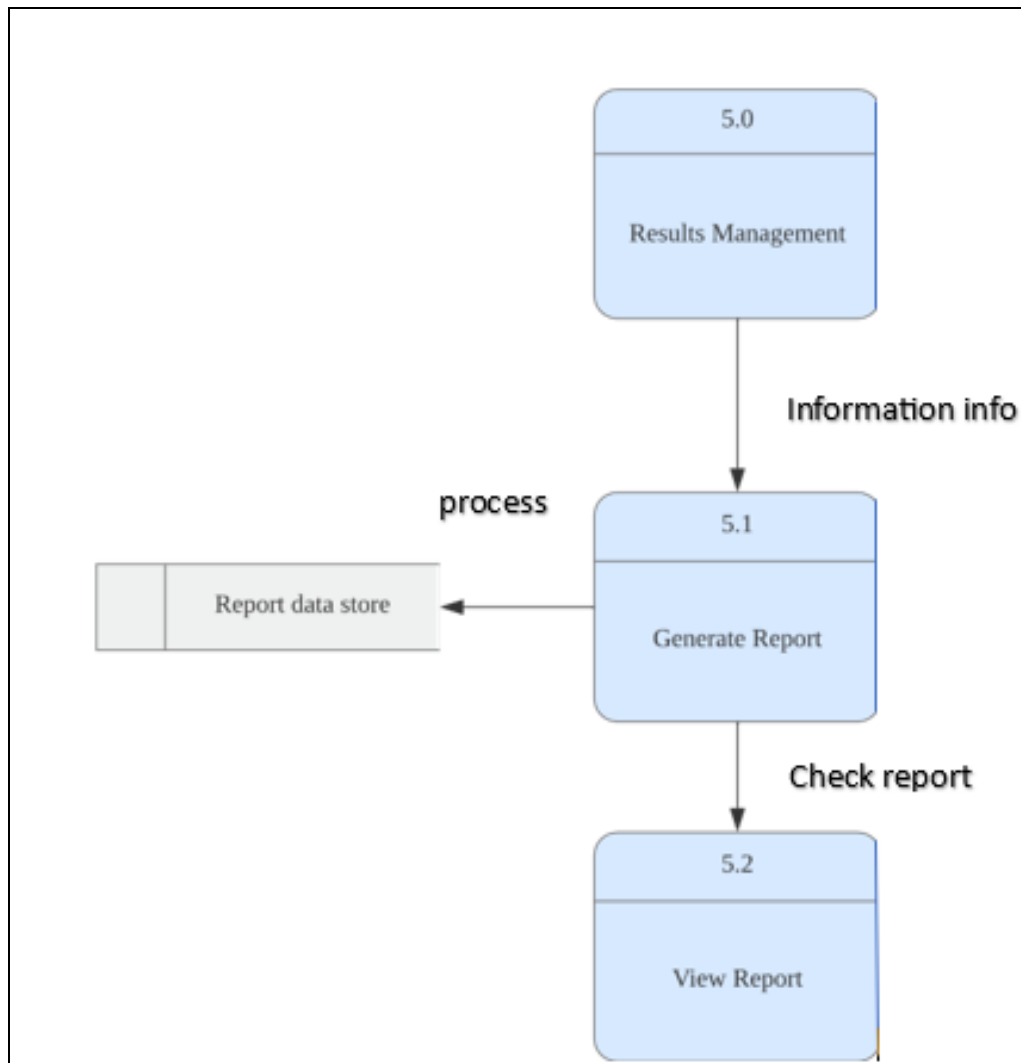 5.0
Results Management
Information info
process
5.1
Report data store
Generate Report
Check report
5.2
View Report